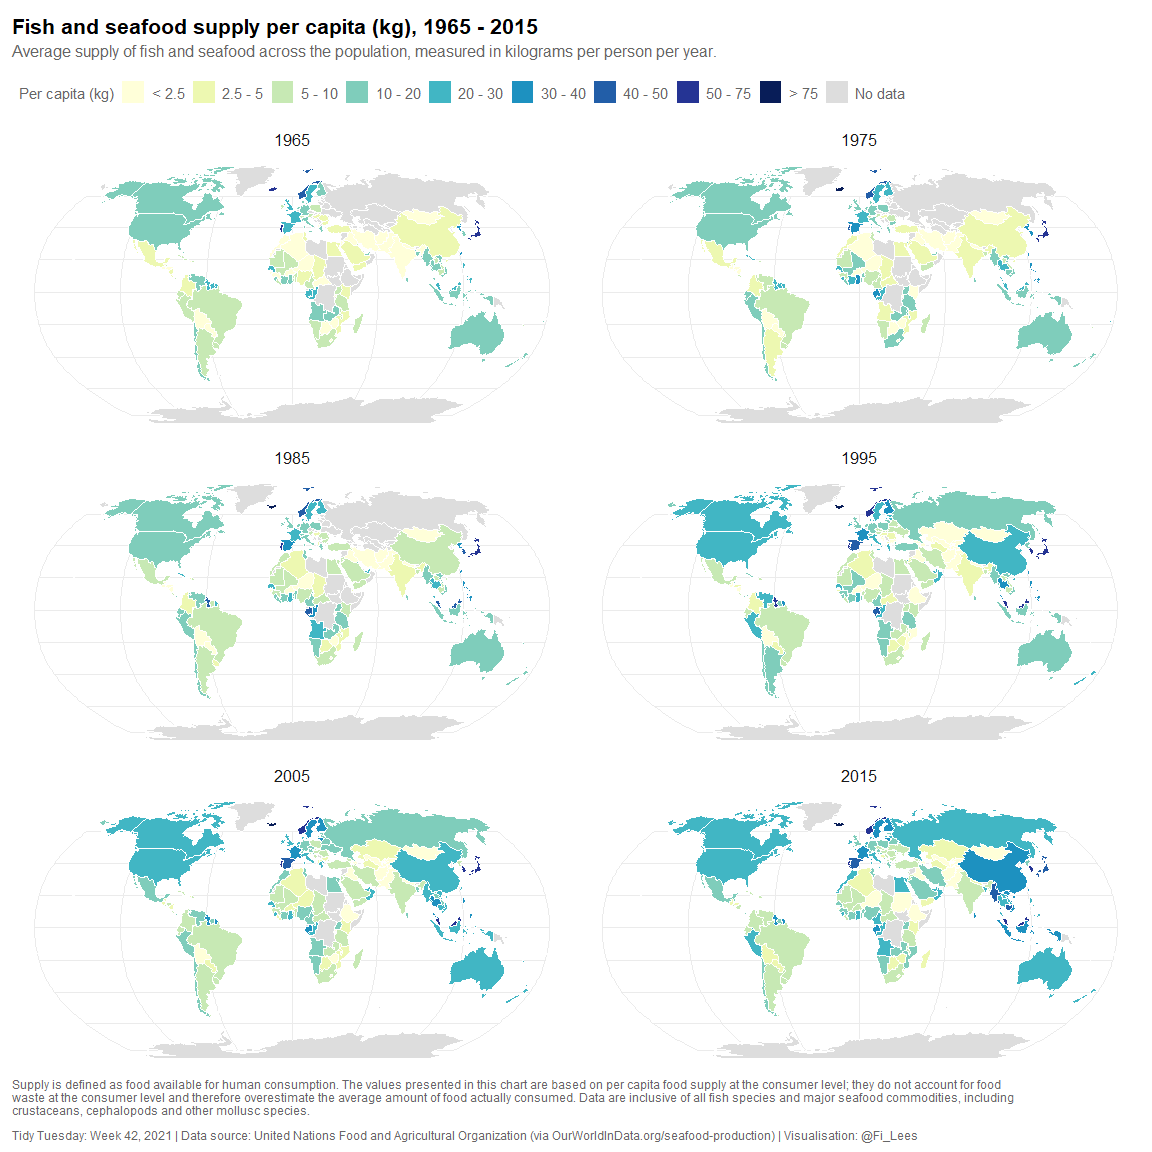 Fish and seafood supply per capita (kg), 1965 - 2015
Average supply of fish and seafood across the population, measured in kilograms per person per year.
Per capita (kg) < 2.5 2.5 - 5 5 - 10 10 - 20 20 - 30 30 - 40 40 - 50 50 - 75 > 75 No data
1965 1975
1985 1995
2005 2015
Supply is defined as food available for human consumption. The values presented in this chart are based on per capita food supply at the consumer level; they do not account for food
waste at the consumer level and therefore overestimate the average amount of food actually consumed. Data are inclusive of all fish species and major seafood commodities, including
crustaceans, cephalopods and other mollusc species.
Tidy Tuesday: Week 42, 2021 | Data source: United Nations Food and Agricultural Organization (via OurWorldInData.org/seafood-production) | Visualisation: @Fi_Lees